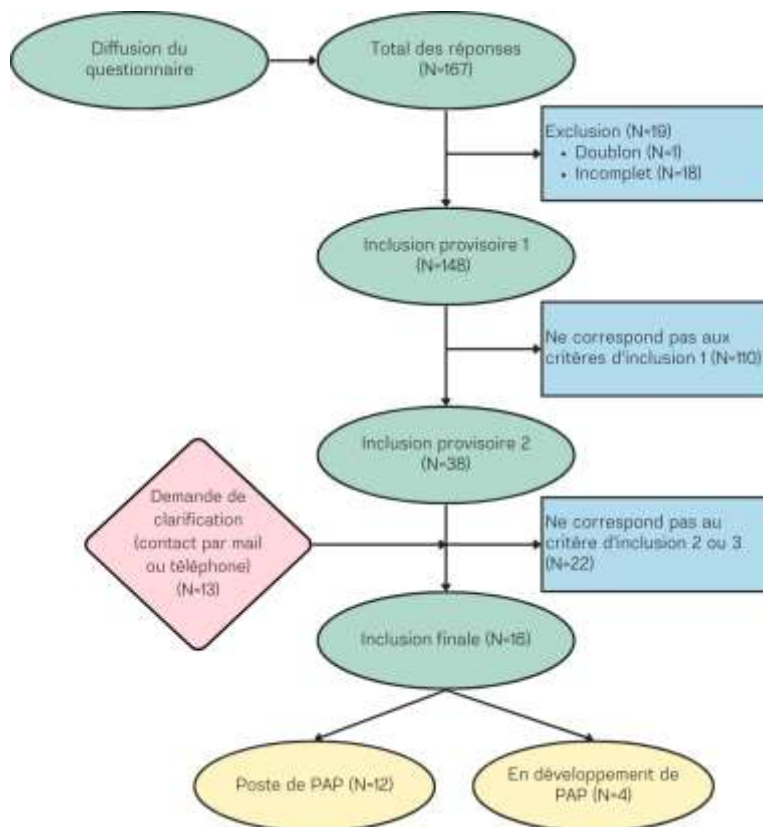 Diffusion du
questionnaire
Total des réponses
(N=167)
Exclusion (N=19)
• Doublon (N=1)
• Incomplet (N=18)
Inclusion provisoire 1
(N=148)
Ne correspond pas aux
critères d'inclusion 1 (N=110)
Inclusion provisoire 2
(N=38)
Demande de
clarification
(contact par mail
ou téléphone)
(N=13)
Ne correspond pas au
critère d'inclusion 2 ou 3
(N=22)
Inclusion finale (N=16)
Poste de PAP (N=12)
En développement de
PAP (N=4)